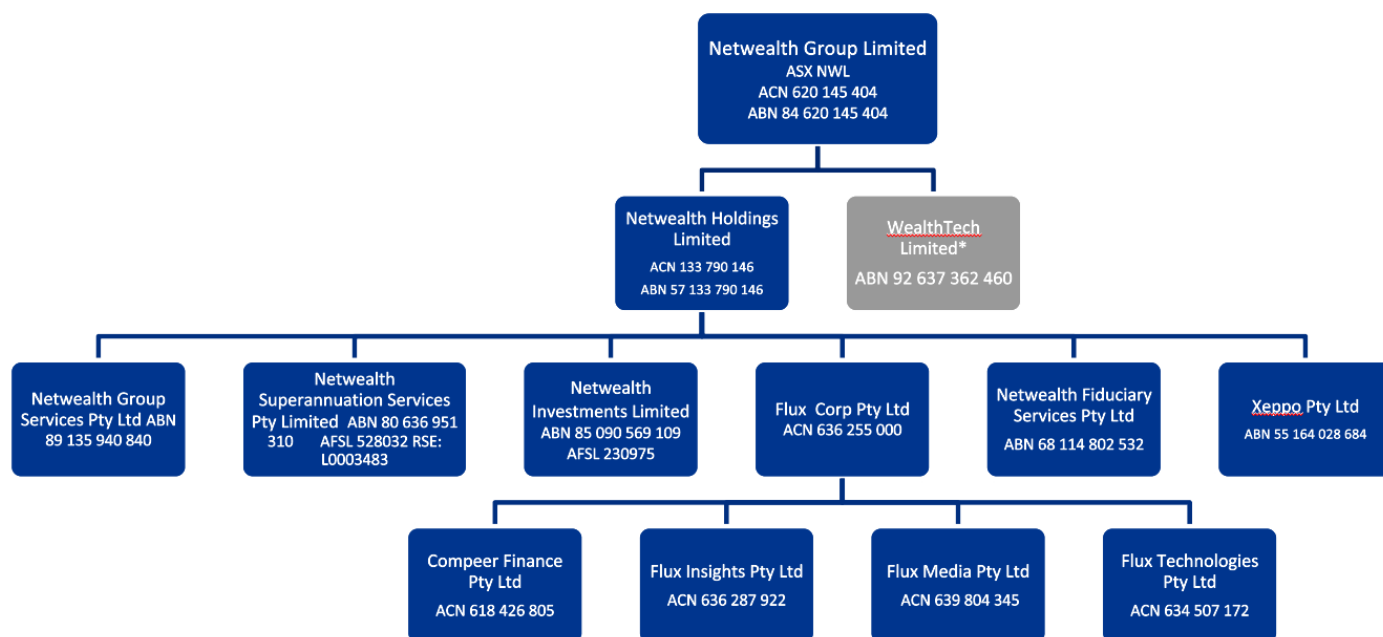 Netwealth Group Limited
ASX NWL
ACN 620 145 404
ABN 84 620 145 404
Netwealth Holdings
Limited
ACN 133 790 146
ABN 57 133 790 146
WealthTech
Limited*
ABN 92 637 362 460
Netwealth Group
Services Pty Ltd ABN
89 135 940 840
Netwealth
Superannuation Services
Pty Limited ABN 80 636 951
310 AFSL 528032 RSE:
L0003483
Netwealth
Investments Limited
ABN 85 090 569 109
AFSL 230975
Flux Corp Pty Ltd
ACN 636 255 000
Netwealth Fiduciary
Services Pty Ltd
ABN 68 114 802 532
Xeppo Pty Ltd
ABN 55 164 028 684
Compeer Finance
Pty Ltd
ACN 618 426 805
Flux Insights Pty Ltd
ACN 636 287 922
Flux Media Pty Ltd
ACN 639 804 345
Flux Technologies
Pty Ltd
ACN 634 507 172